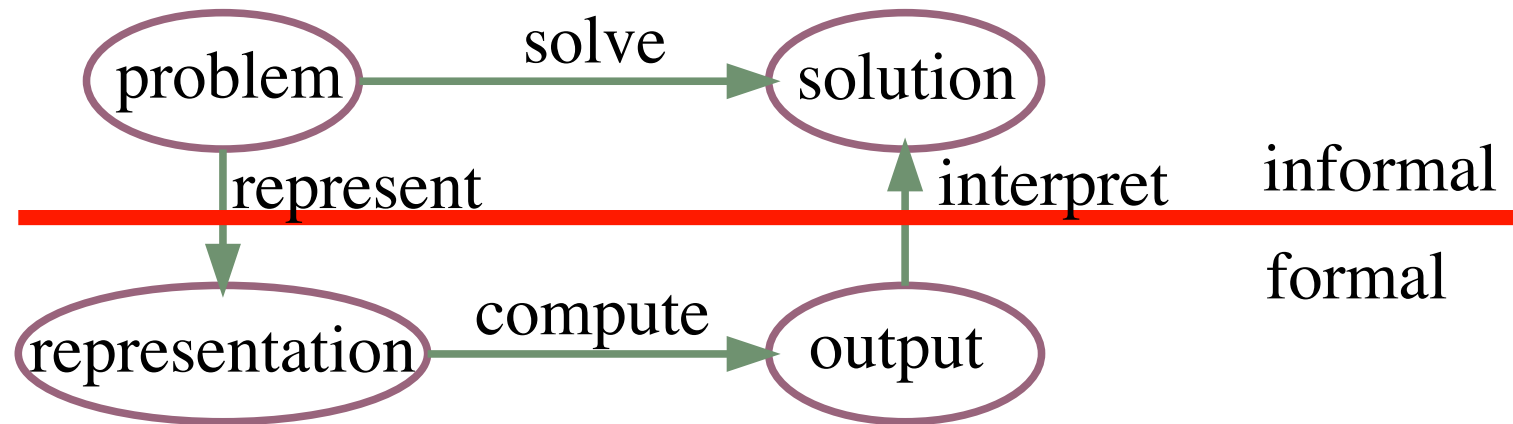 solve
problem
solution
represent
interpret
informal
formal
compute
representation
output